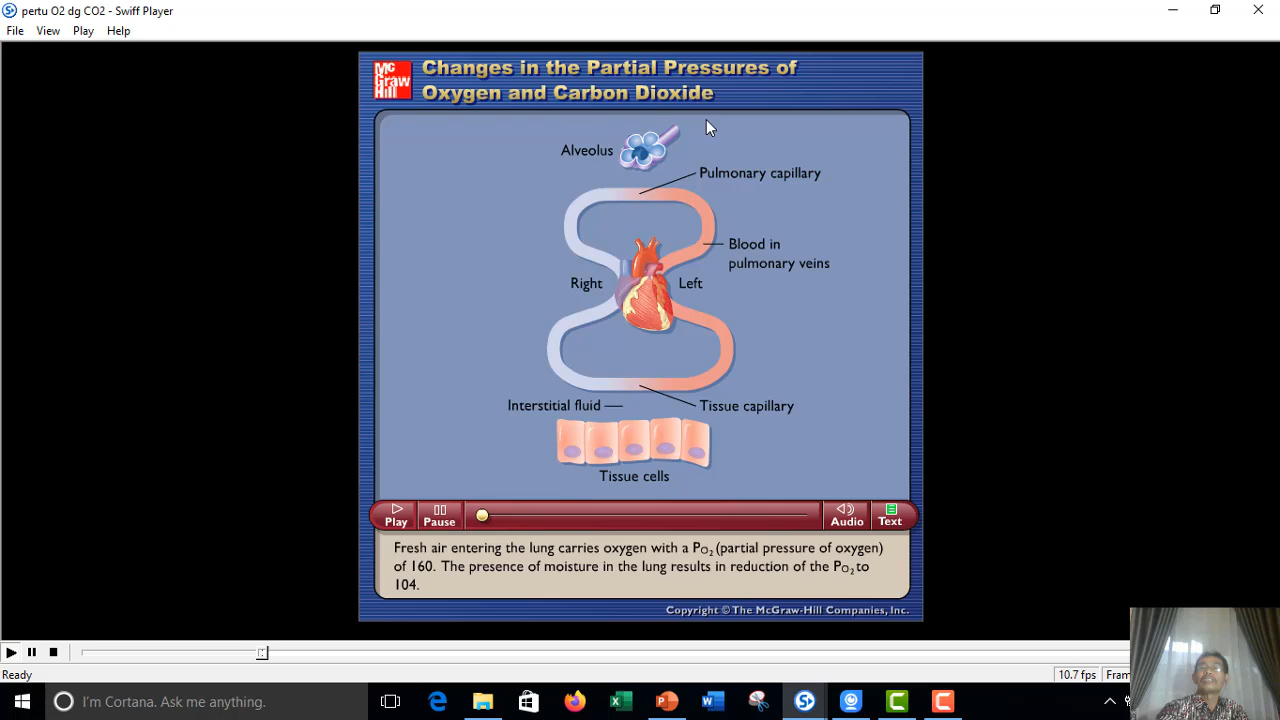 pertu O2 dg CO2 - Swiff Player
File View Play Help
Mc
Graw
Hill
Changes in the Partial Pressures of
Oxygen and Carbon Dioxide
Alveolus
Pulmonary capillary
Blood in
pulmonary veins
Right
Left
Interstitial fluid
Tissue capillary
Tissue cells
Play
Pause
Audio
Text
Fresh air entering the lung carries oxygen with a PO₂ (partial pressure of oxygen)
of 160. The presence of moisture in the lung results in reduction of the PO₂ to
104.
Copyright © The McGraw-Hill Companies, Inc.
Ready
10.7 fps
Fram
I'm Cortana. Ask me anything.